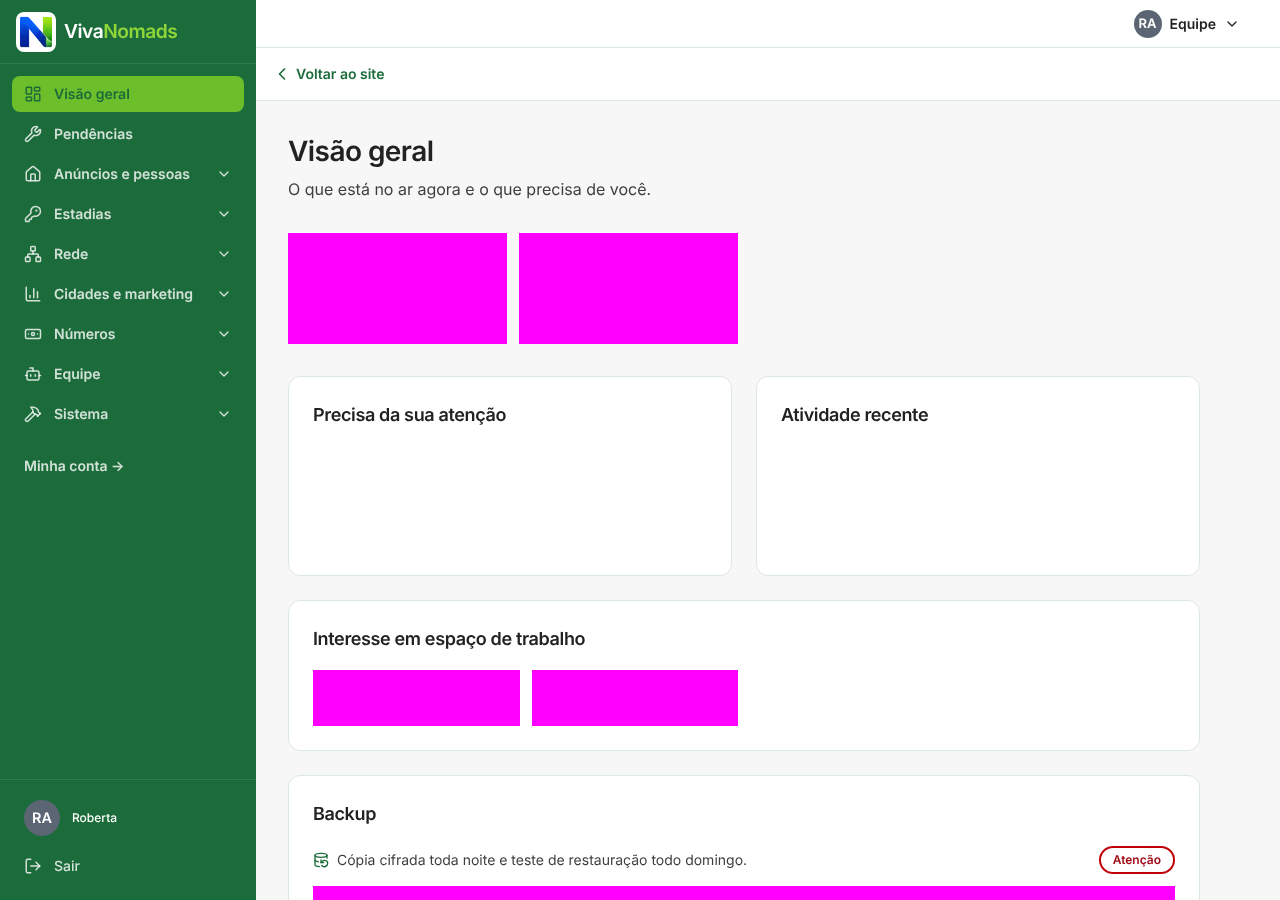 VivaNomads
RA Equipe
Voltar ao site
Visão geral
Pendências
Anúncios e pessoas
Estadias
Rede
Cidades e marketing
Números
Equipe
Sistema
Minha conta →
RA Roberta
Sair
Visão geral
O que está no ar agora e o que precisa de você.
Precisa da sua atenção
Atividade recente
Interesse em espaço de trabalho
Backup
Cópia cifrada toda noite e teste de restauração todo domingo.
Atenção